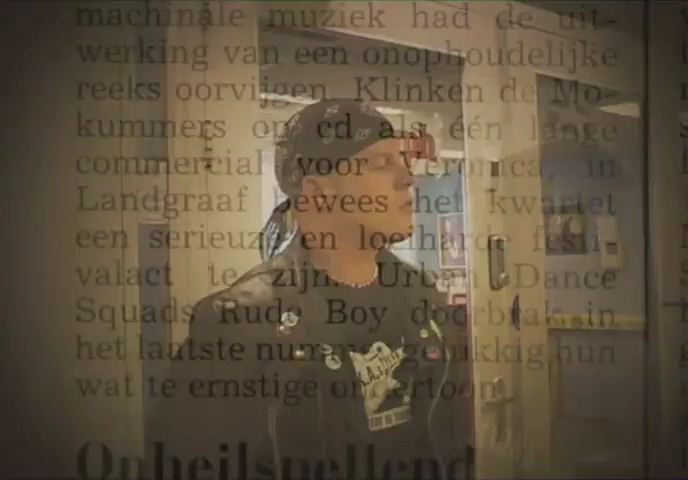 machinale muziek had de uit-
werking van een onophoudelijke
reeks oorvijgen. Klinken de Mo-
kummers op cd als één lange
commercial voor Veronica, in
Landgraaf bewees het kwartet
een serieuze en loeiharde festi-
valact te zijn. Urban Dance
Squads Rude Boy doorbrak in
het laatste nummer gelukkig hun
wat te ernstige ondertoon.
Onheilspellend